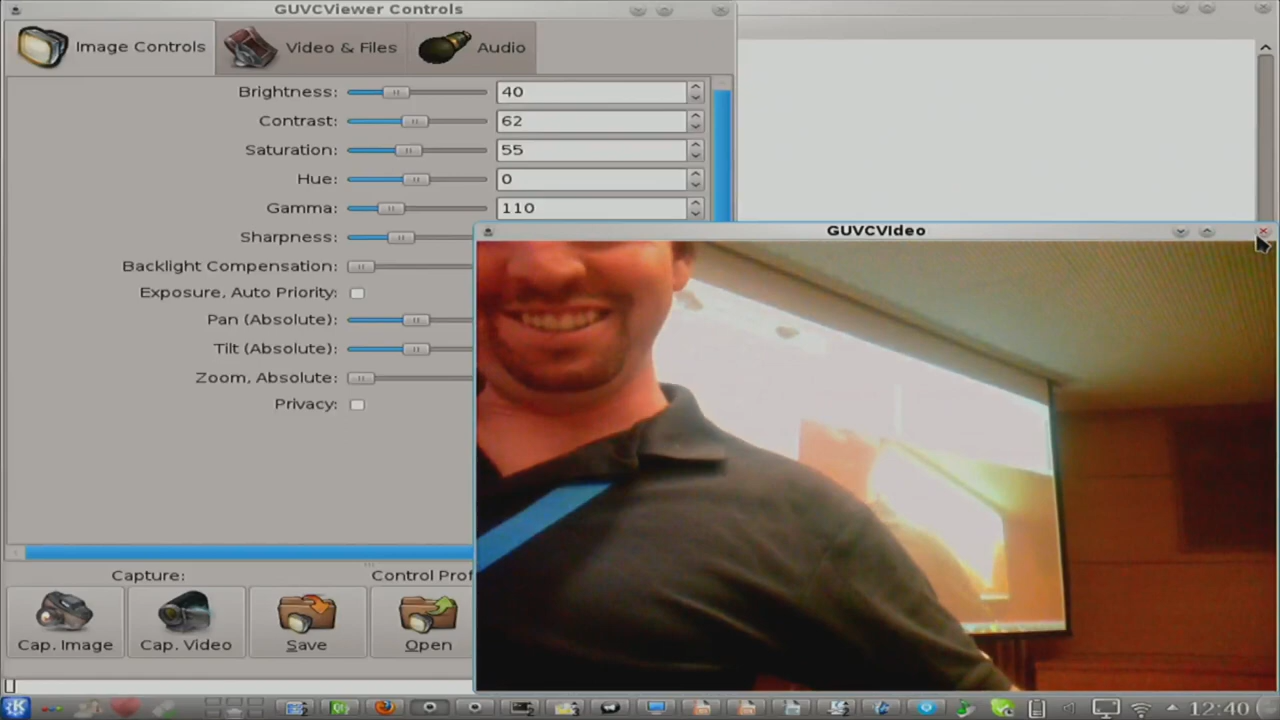 GUVCViewer Controls
Image Controls
Video & Files
Audio
Brightness: 40
Contrast: 62
Saturation: 55
Hue: 0
Gamma: 110
Sharpness:
Backlight Compensation:
Exposure, Auto Priority:
Pan (Absolute):
Tilt (Absolute):
Zoom, Absolute:
Privacy:
GUVCVIdeo
Capture:
Control Prof
Cap. Image
Cap. Video
Save
Open
12:40